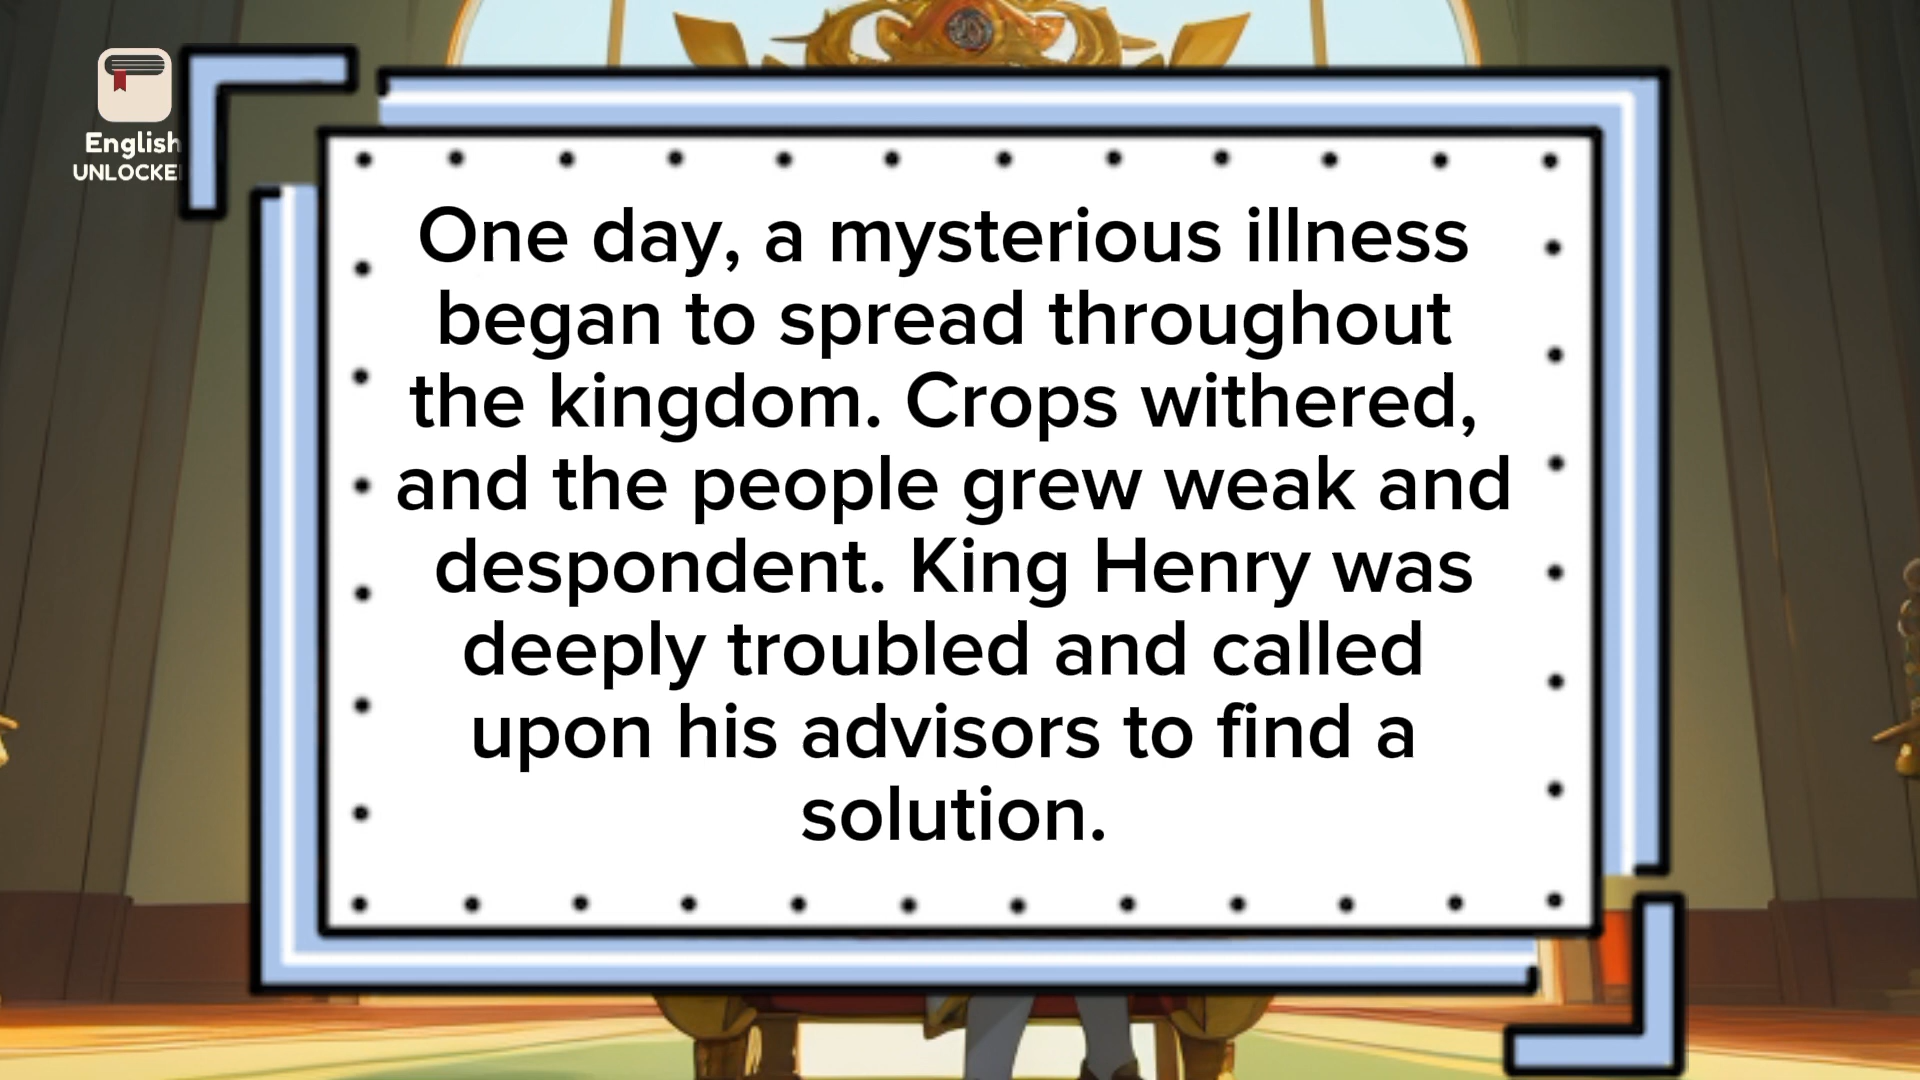 English
UNLOCKE
One day, a mysterious illness
began to spread throughout
the kingdom. Crops withered,
and the people grew weak and
despondent. King Henry was
deeply troubled and called
upon his advisors to find a
solution.